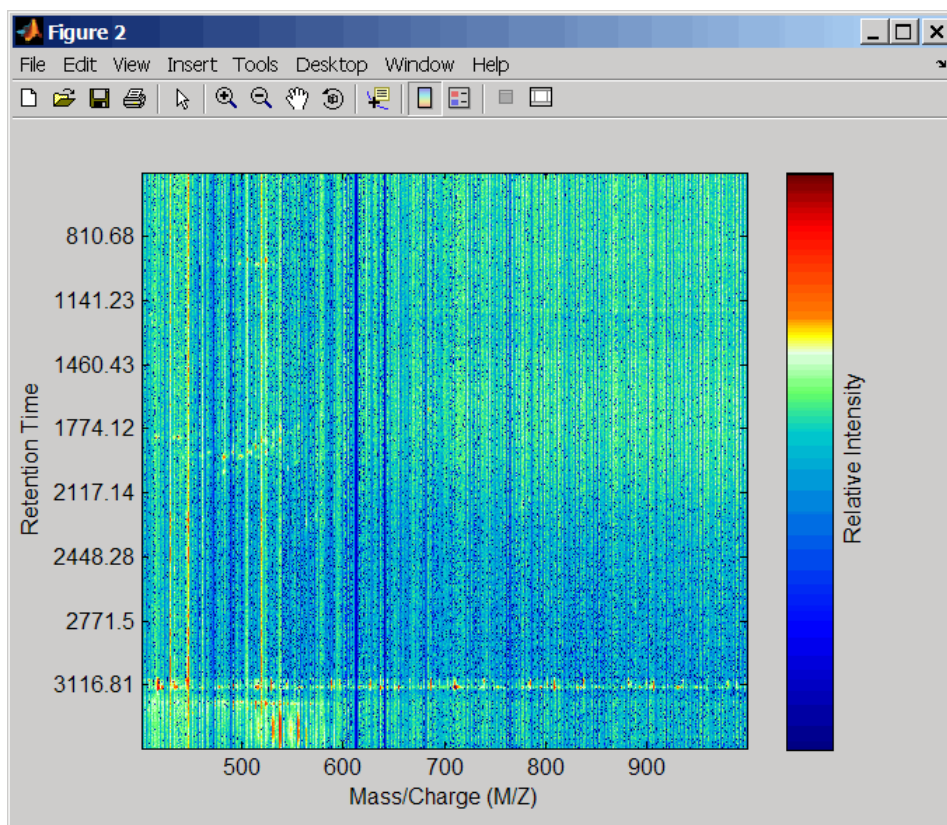 Figure 2
File Edit View Insert Tools Desktop Window Help
810.68
1141.23
1460.43
1774.12
2117.14
2448.28
2771.5
3116.81
Retention Time
500 600 700 800 900
Mass/Charge (M/Z)
Relative Intensity